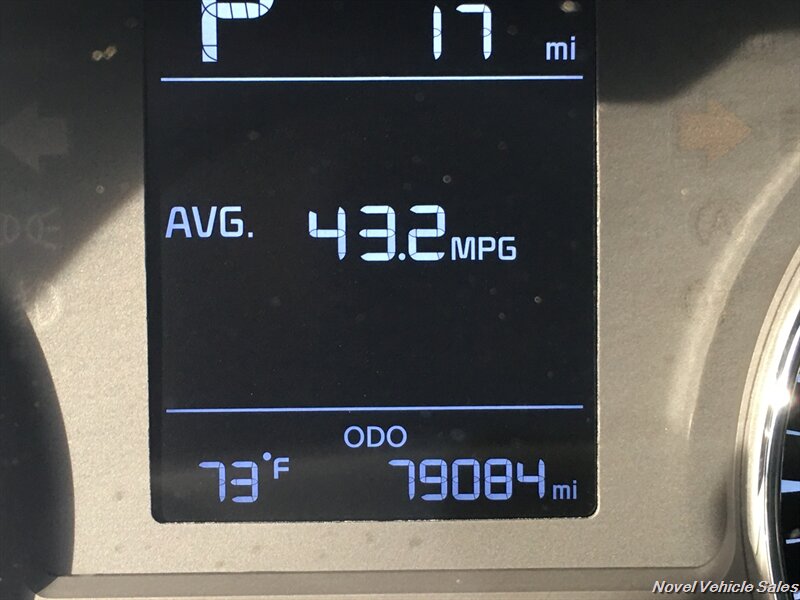 P 17 mi
AVG. 43.2 MPG
ODO
73°F 79084 mi
Novel Vehicle Sales